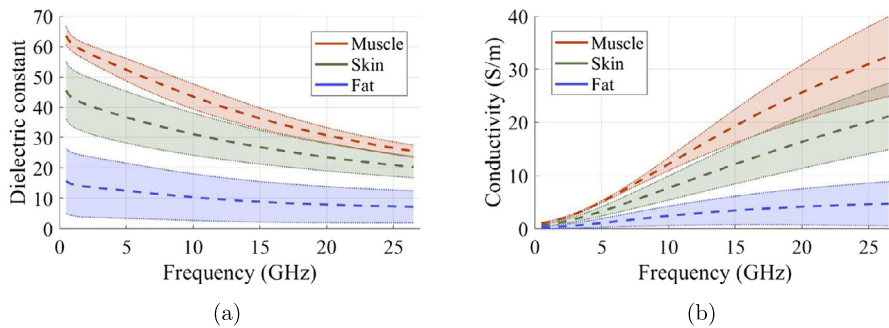 70
60
50
40
30
20
10
0
Dielectric constant
Muscle
Skin
Fat
0 5 10 15 20 25
Frequency (GHz)
(a)
40
30
20
10
0
Conductivity (S/m)
Muscle
Skin
Fat
0 5 10 15 20 25
Frequency (GHz)
(b)